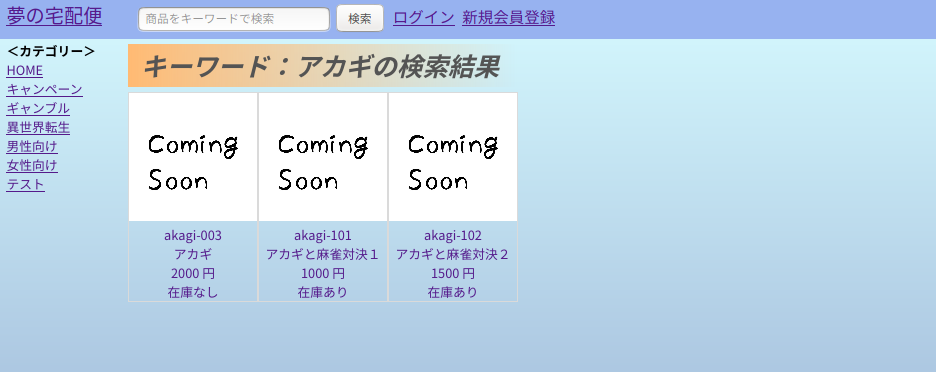 夢の宅配便
商品をキーワードで検索
検索
ログイン 新規会員登録
＜カテゴリー＞
HOME
キャンペーン
ギャンブル
異世界転生
男性向け
女性向け
テスト
キーワード：アカギの検索結果
Coming
Soon
akagi-003
アカギ
2000 円
在庫なし
Coming
Soon
akagi-101
アカギと麻雀対決１
1000 円
在庫あり
Coming
Soon
akagi-102
アカギと麻雀対決２
1500 円
在庫あり